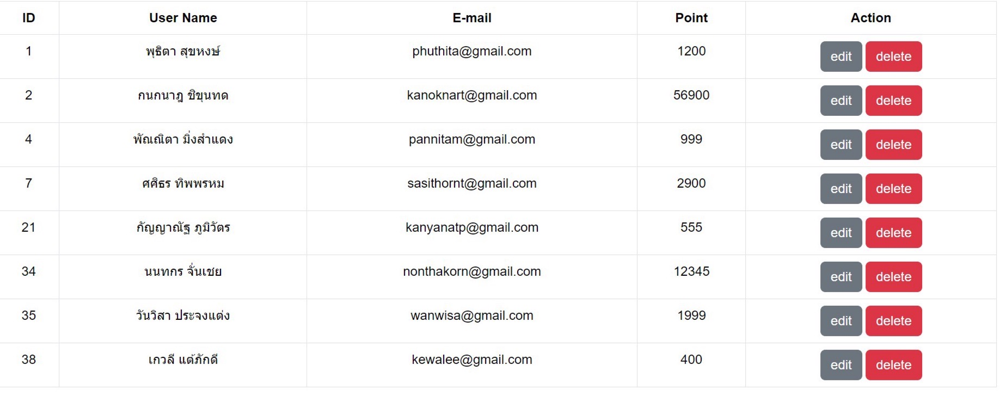 ID User Name E-mail Point Action
1 พุธิตา สุขหงษ์ phuthita@gmail.com 1200 edit delete
2 กนกนาฎ ชิขุนทด kanoknart@gmail.com 56900 edit delete
4 พัณณิตา มิ่งสำแดง pannitam@gmail.com 999 edit delete
7 ศศิธร ทิพพรหม sasithornt@gmail.com 2900 edit delete
21 กัญญาณัฐ ภูมิวัตร kanyanatp@gmail.com 555 edit delete
34 นนทกร จั่นเชย nonthakorn@gmail.com 12345 edit delete
35 วันวิสา ประจงแต่ง wanwisa@gmail.com 1999 edit delete
38 เกวลี แต้ภักดี kewalee@gmail.com 400 edit delete